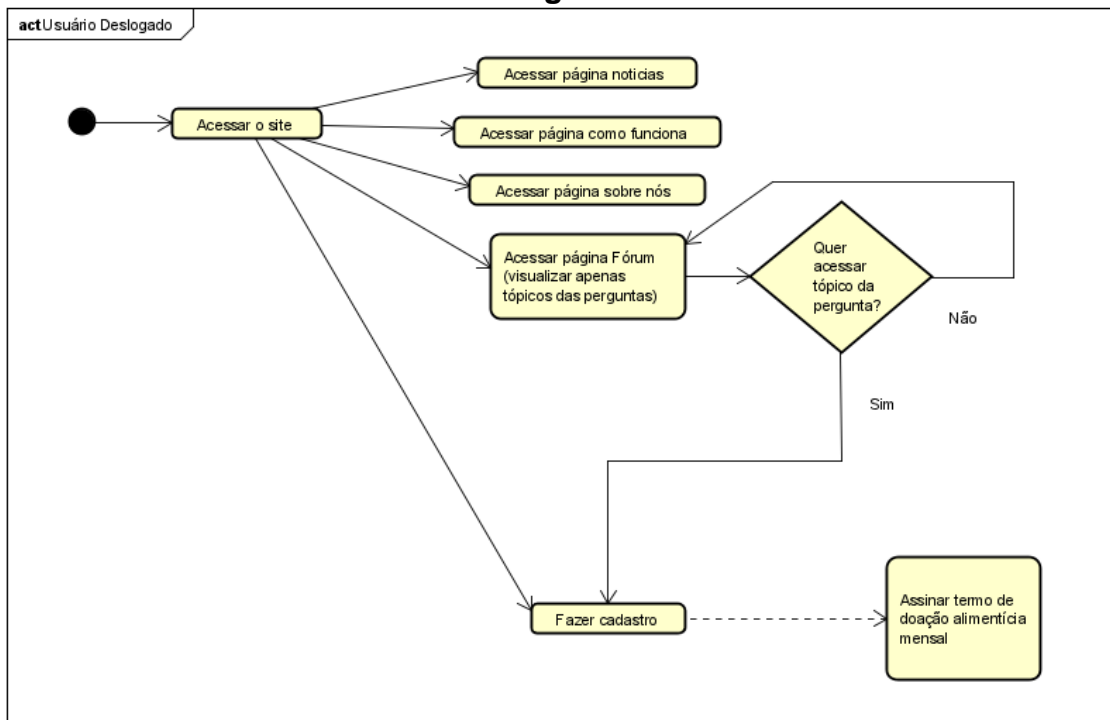 act Usuário Deslogado
Acessar página noticias
Acessar o site
Acessar página como funciona
Acessar página sobre nós
Acessar página Fórum
(visualizar apenas
tópicos das perguntas)
Quer
acessar
tópico da
pergunta?
Não
Sim
Fazer cadastro
Assinar termo de
doação alimentícia
mensal